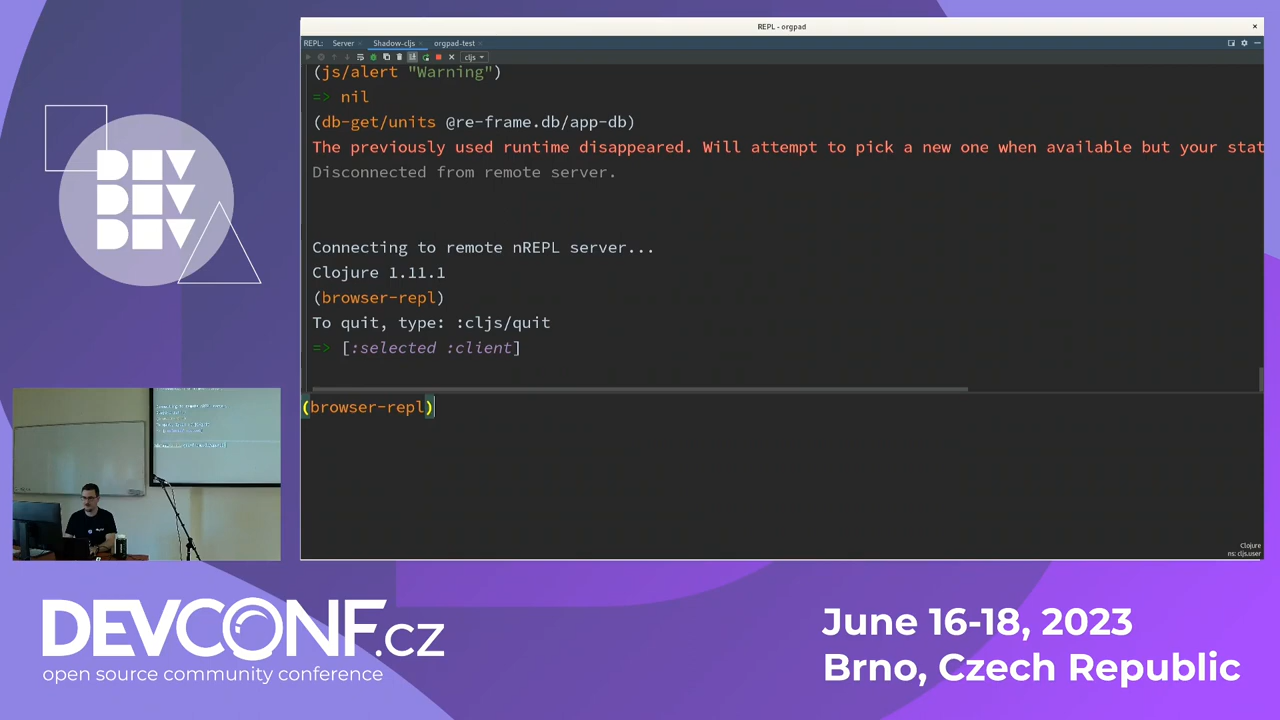 REPL - orgpad
REPL: Server Shadow-cljs orgpad-test
cljs
(js/alert "Warning")
=> nil
(db-get/units @re-frame.db/app-db)
The previously used runtime disappeared. Will attempt to pick a new one when available but your stat
Disconnected from remote server.
Connecting to remote nREPL server...
Clojure 1.11.1
(browser-repl)
To quit, type: :cljs/quit
=> [:selected :client]
(browser-repl)
Clojure
ns: cljs.user
DEV
DEV
DEV
DEVCONF.cz
open source community conference
June 16-18, 2023
Brno, Czech Republic